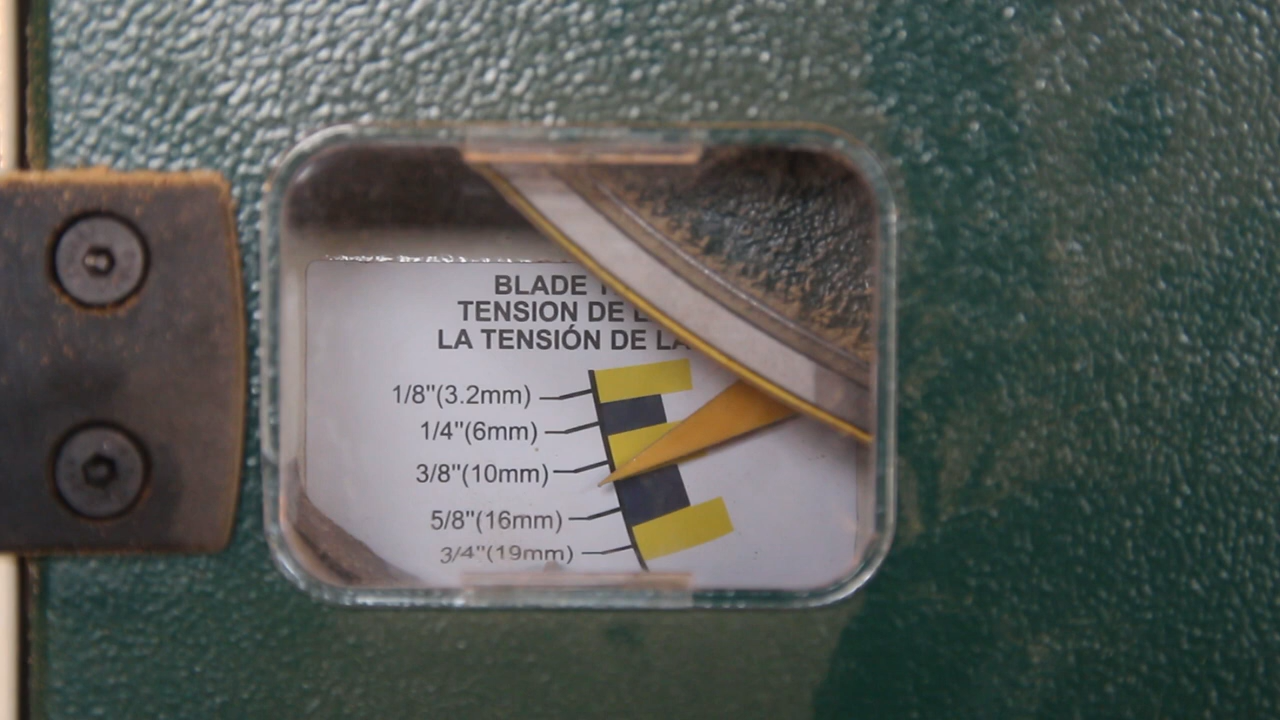 BLADE
TENSION DE
LA TENSIÓN DE LA
1/8"(3.2mm)
1/4"(6mm)
3/8"(10mm)
5/8"(16mm)
3/4"(19mm)